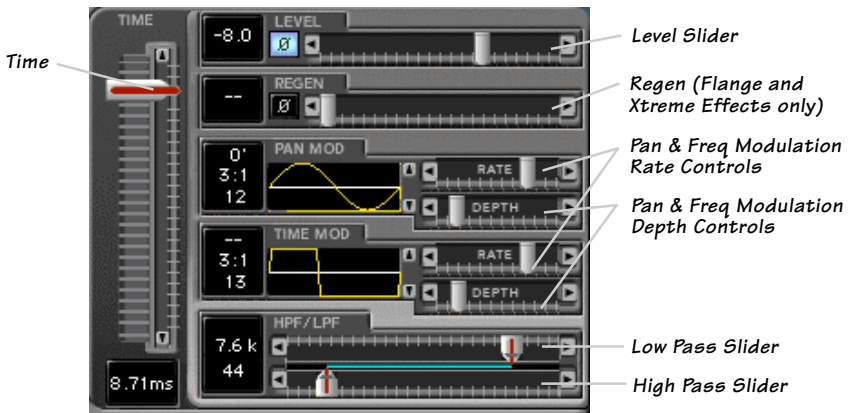 TIME
Time
8.71ms
LEVEL
-8.0
Ø
Level Slider
REGEN
--
Ø
Regen (Flange and
Xtreme Effects only)
PAN MOD
0'
3:1
12
RATE
DEPTH
Pan & Freq Modulation
Rate Controls
Pan & Freq Modulation
Depth Controls
TIME MOD
--
3:1
13
RATE
DEPTH
HPF/LPF
7.6 k
44
Low Pass Slider
High Pass Slider